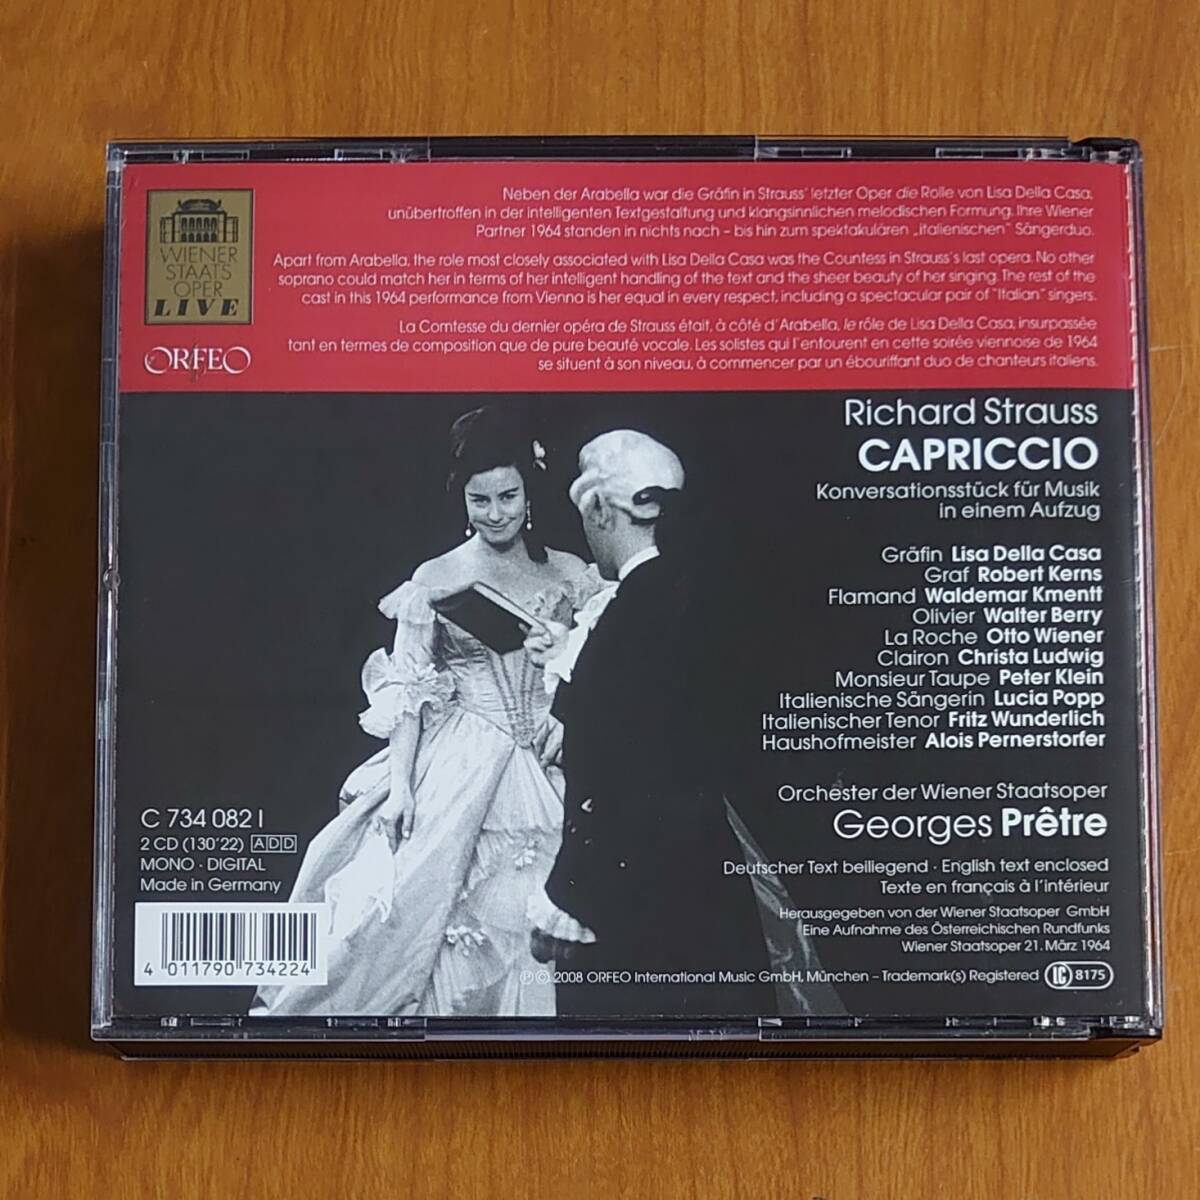 Neben der Arabella war die Gräfin in Strauss' letzter Oper die Rolle von Lisa Della Casa,
unübertroffen in der intelligenten Textgestaltung und klangsinnlichen melodischen Formung. Ihre Wiener
Partner 1964 standen in nichts nach – bis hin zum spektakulären „italienischen" Sängerduo.
Apart from Arabella, the role most closely associated with Lisa Della Casa was the Countess in Strauss's last opera. No other
soprano could match her in terms of her intelligent handling of the text and the sheer beauty of her singing. The rest of the
cast in this 1964 performance from Vienna is her equal in every respect, including a spectacular pair of "Italian" singers.
La Comtesse du dernier opéra de Strauss était, à côté d'Arabella, le rôle de Lisa Della Casa, insurpassée
tant en termes de composition que de pure beauté vocale. Les solistes qui l'entourent en cette soirée viennoise de 1964
se situent à son niveau, à commencer par un ébouriffant duo de chanteurs italiens.
WIENER
STAATS
OPER
LIVE
ORFEO
Richard Strauss
CAPRICCIO
Konversationsstück für Musik
in einem Aufzug
Gräfin Lisa Della Casa
Graf Robert Kerns
Flamand Waldemar Kmentt
Olivier Walter Berry
La Roche Otto Wiener
Clairon Christa Ludwig
Monsieur Taupe Peter Klein
Italienische Sängerin Lucia Popp
Italienischer Tenor Fritz Wunderlich
Haushofmeister Alois Pernerstorfer
Orchester der Wiener Staatsoper
Georges Prêtre
Deutscher Text beiliegend · English text enclosed
Texte en français à l'intérieur
Herausgegeben von der Wiener Staatsoper GmbH
Eine Aufnahme des Österreichischen Rundfunks
Wiener Staatsoper 21. März 1964
℗ © 2008 ORFEO International Music GmbH, München – Trademark(s) Registered LC 8175
C 734 082 I
2 CD (130'22) ADD
MONO · DIGITAL
Made in Germany
4 011790 734224